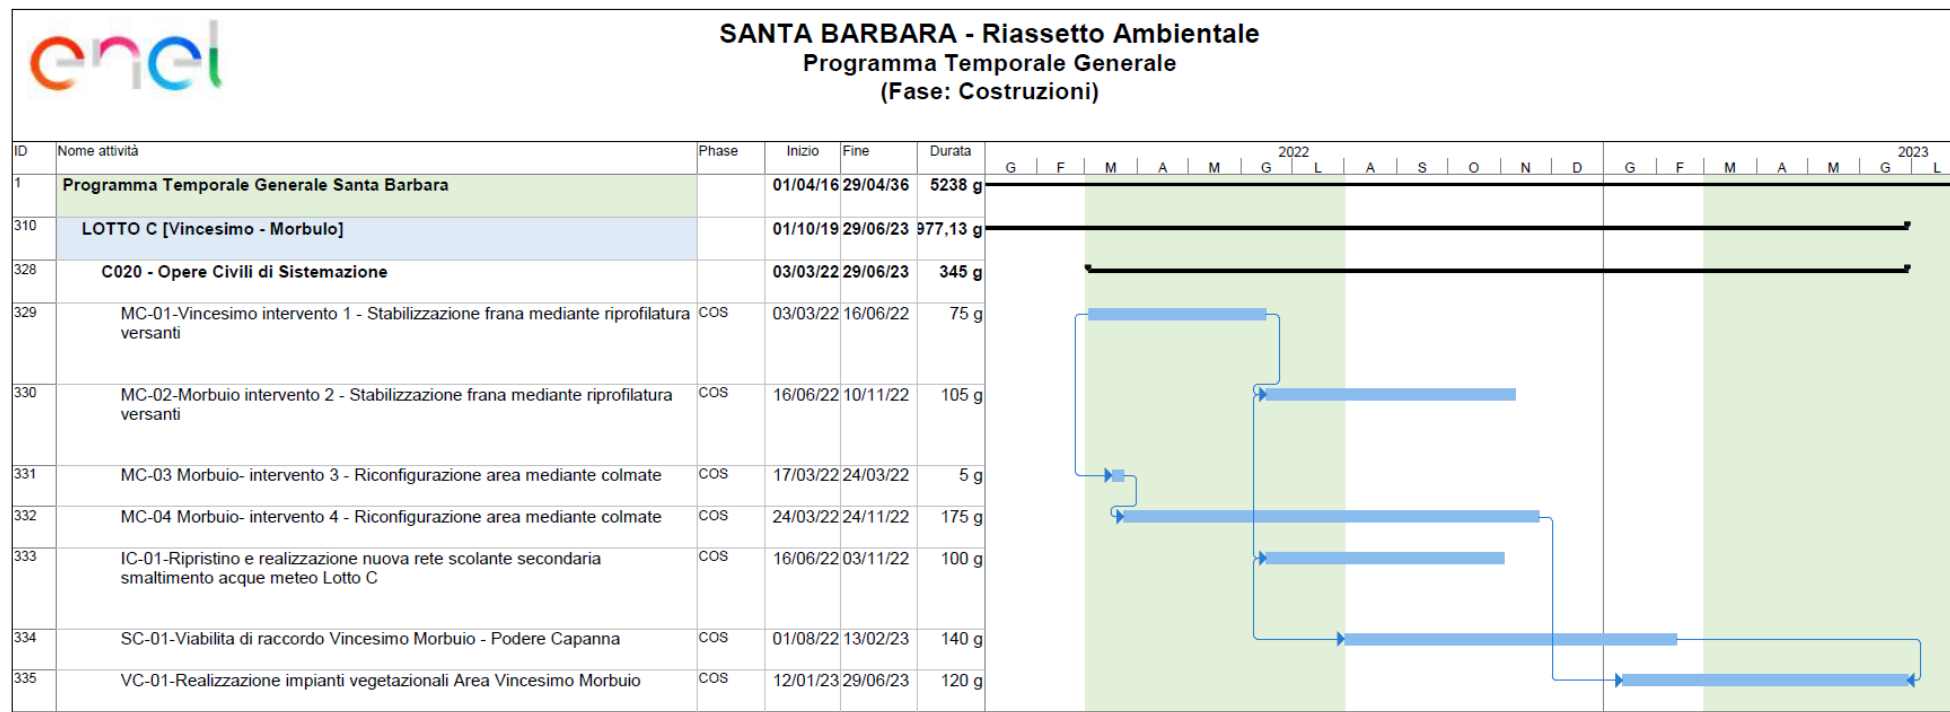 enel
SANTA BARBARA - Riassetto Ambientale
Programma Temporale Generale
(Fase: Costruzioni)
ID Nome attività Phase Inizio Fine Durata 2022 2023
G F M A M G L A S O N D G F M A M G L
1 Programma Temporale Generale Santa Barbara 01/04/16 29/04/36 5238 g
310 LOTTO C [Vincesimo - Morbulo] 01/10/19 29/06/23 977,13 g
328 C020 - Opere Civili di Sistemazione 03/03/22 29/06/23 345 g
329 MC-01-Vincesimo intervento 1 - Stabilizzazione frana mediante riprofilatura COS 03/03/22 16/06/22 75 g
versanti
330 MC-02-Morbuio intervento 2 - Stabilizzazione frana mediante riprofilatura COS 16/06/22 10/11/22 105 g
versanti
331 MC-03 Morbuio- intervento 3 - Riconfigurazione area mediante colmate COS 17/03/22 24/03/22 5 g
332 MC-04 Morbuio- intervento 4 - Riconfigurazione area mediante colmate COS 24/03/22 24/11/22 175 g
333 IC-01-Ripristino e realizzazione nuova rete scolante secondaria COS 16/06/22 03/11/22 100 g
smaltimento acque meteo Lotto C
334 SC-01-Viabilita di raccordo Vincesimo Morbuio - Podere Capanna COS 01/08/22 13/02/23 140 g
335 VC-01-Realizzazione impianti vegetazionali Area Vincesimo Morbuio COS 12/01/23 29/06/23 120 g